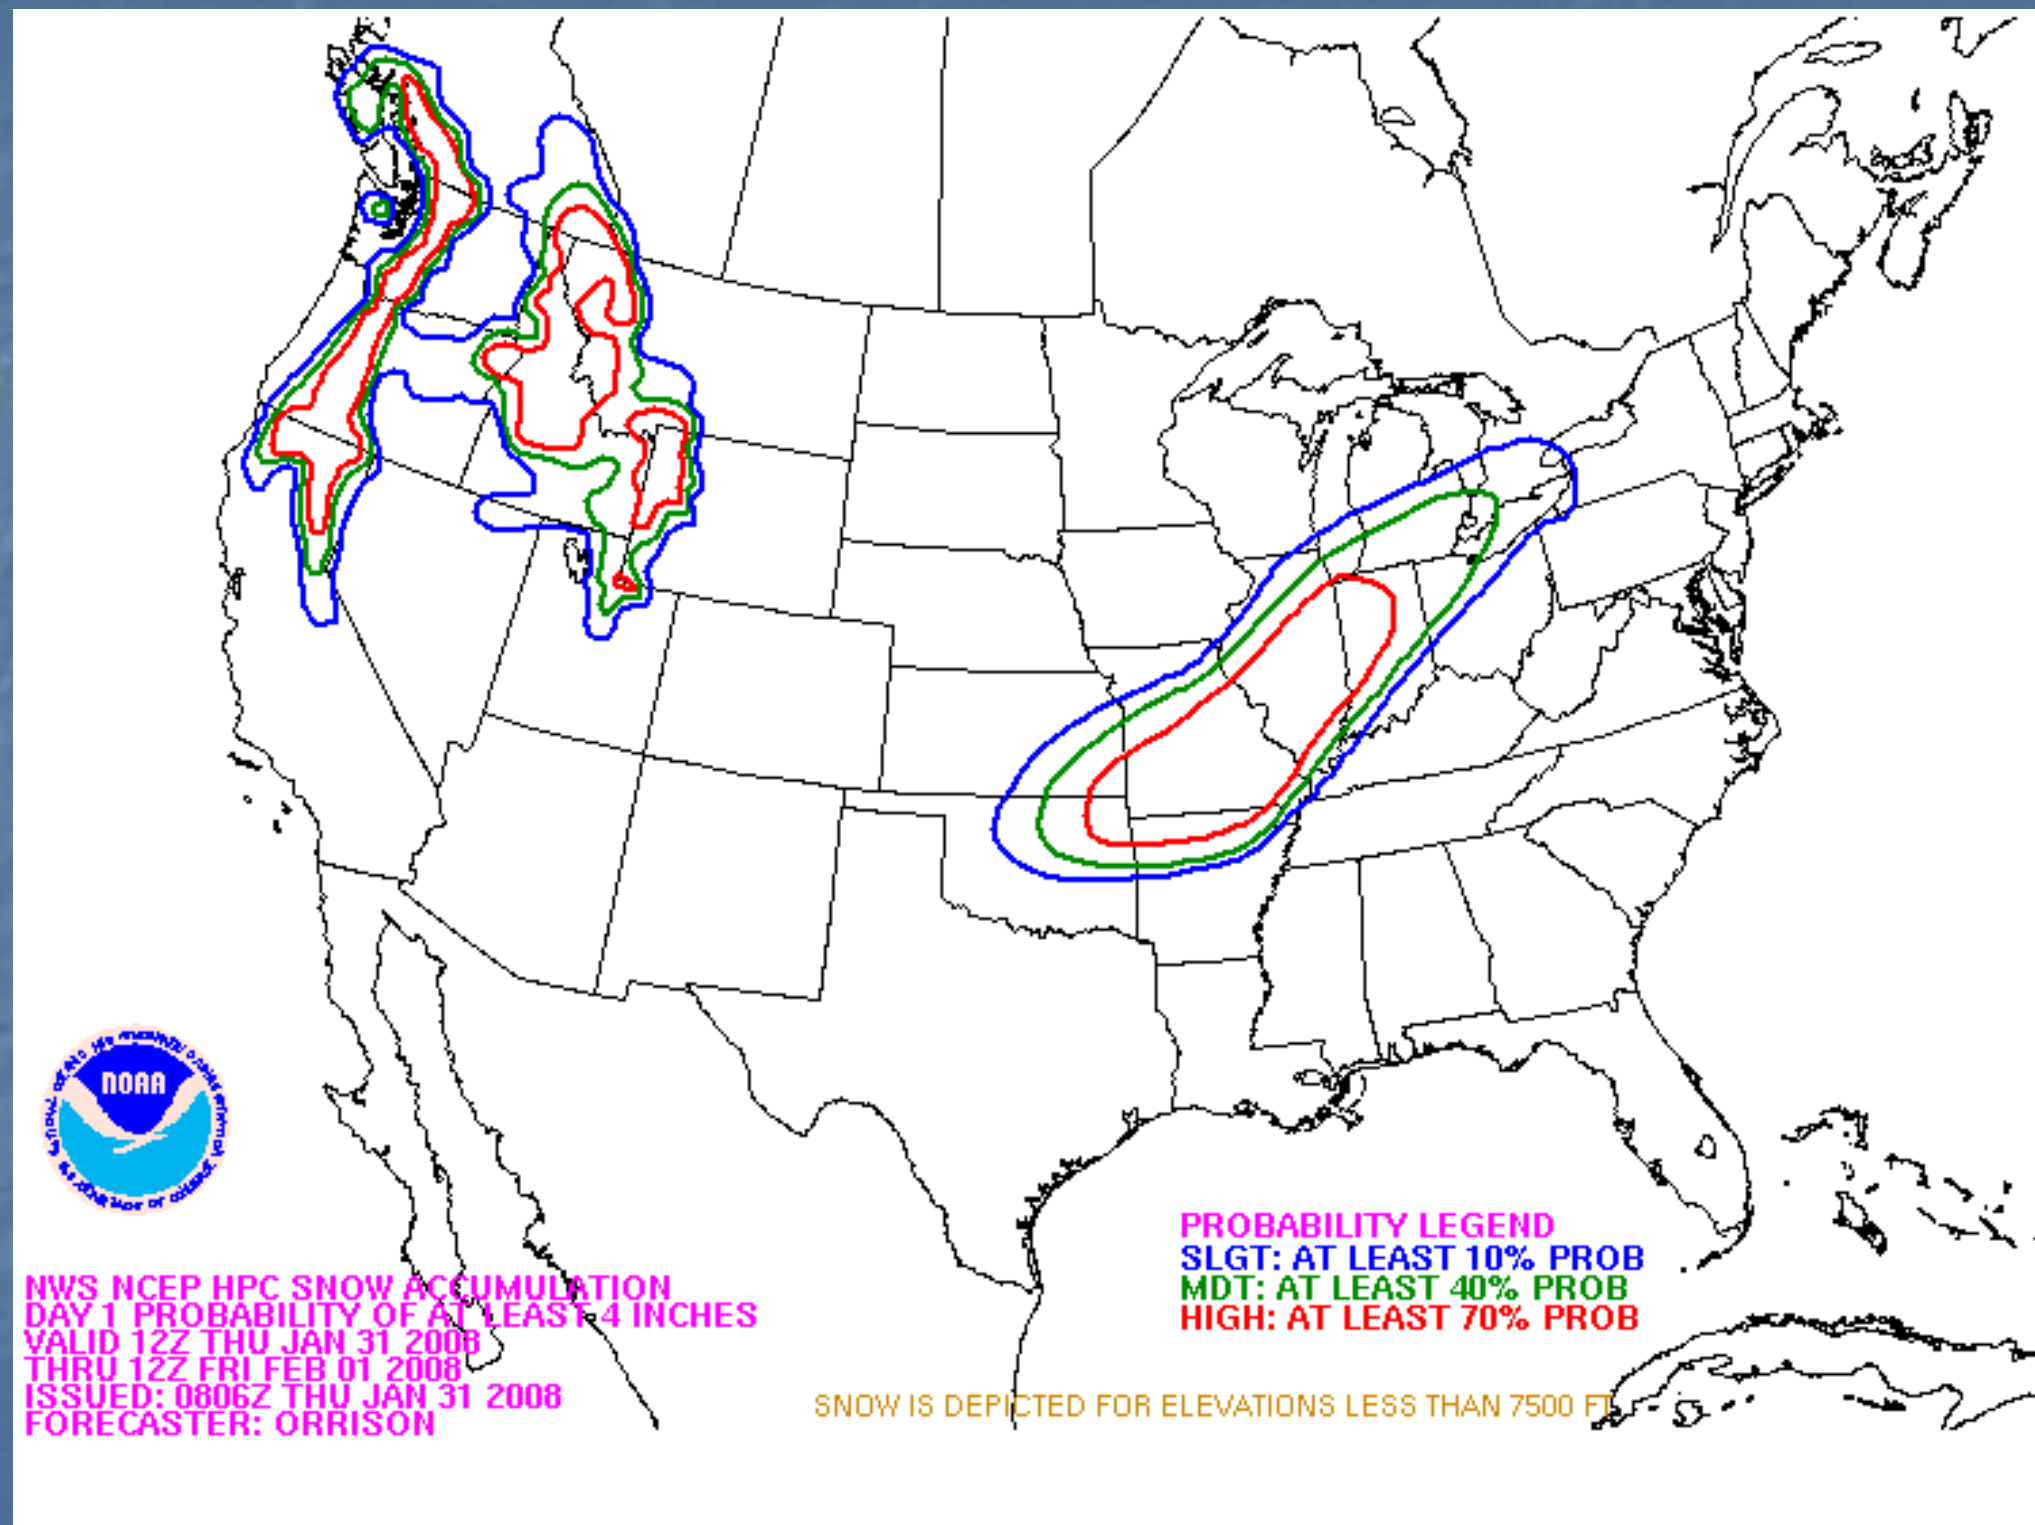 NOAA
PROBABILITY LEGEND
SLGT: AT LEAST 10% PROB
MDT: AT LEAST 40% PROB
HIGH: AT LEAST 70% PROB
NWS NCEP HPC SNOW ACCUMULATION
DAY 1 PROBABILITY OF AT LEAST 4 INCHES
VALID 12Z THU JAN 31 2008
THRU 12Z FRI FEB 01 2008
ISSUED: 0806Z THU JAN 31 2008
FORECASTER: ORRISON
SNOW IS DEPICTED FOR ELEVATIONS LESS THAN 7500 FT